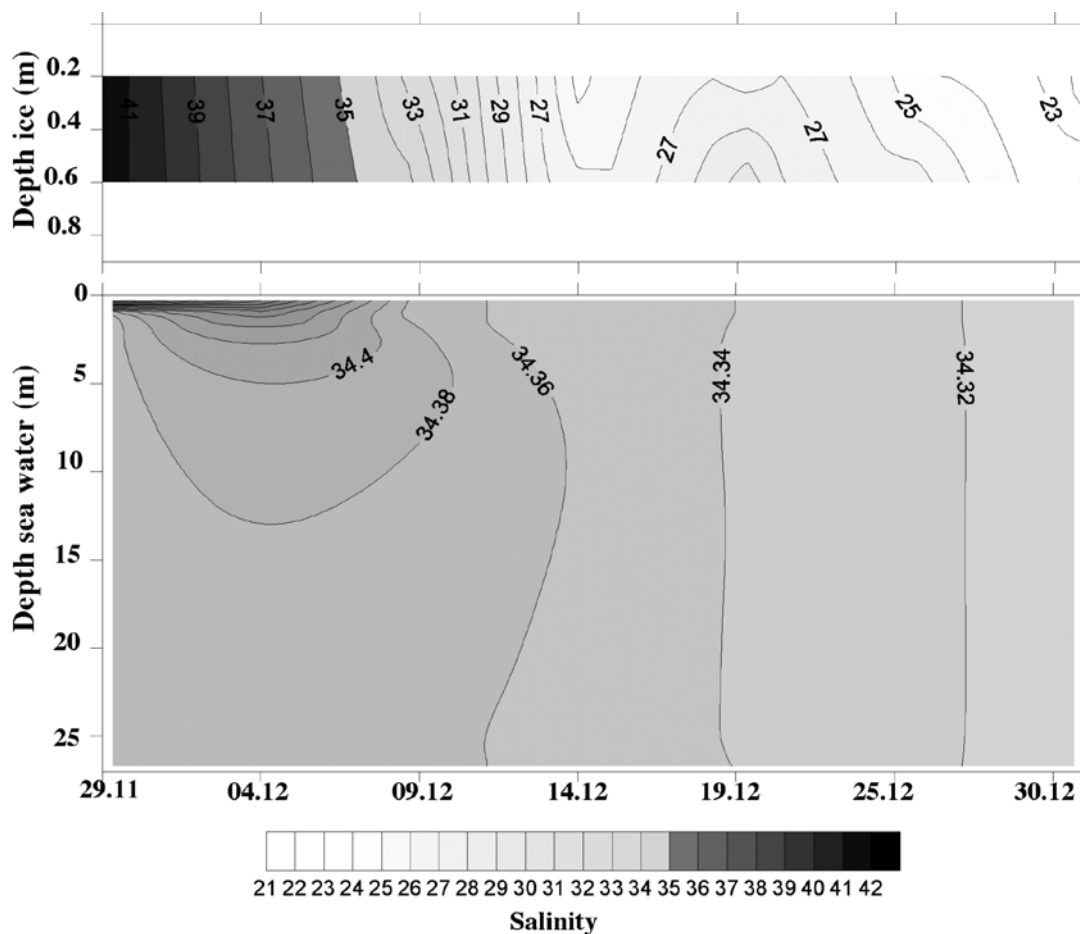 Depth ice (m)
0.2
0.4
0.6
0.8
41 39 37 35 33 31 29 27 27 27 25 23
Depth sea water (m)
0
5
10
15
20
25
34.4
34.38
34.36
34.34
34.32
29.11 04.12 09.12 14.12 19.12 25.12 30.12
21 22 23 24 25 26 27 28 29 30 31 32 33 34 35 36 37 38 39 40 41 42
Salinity